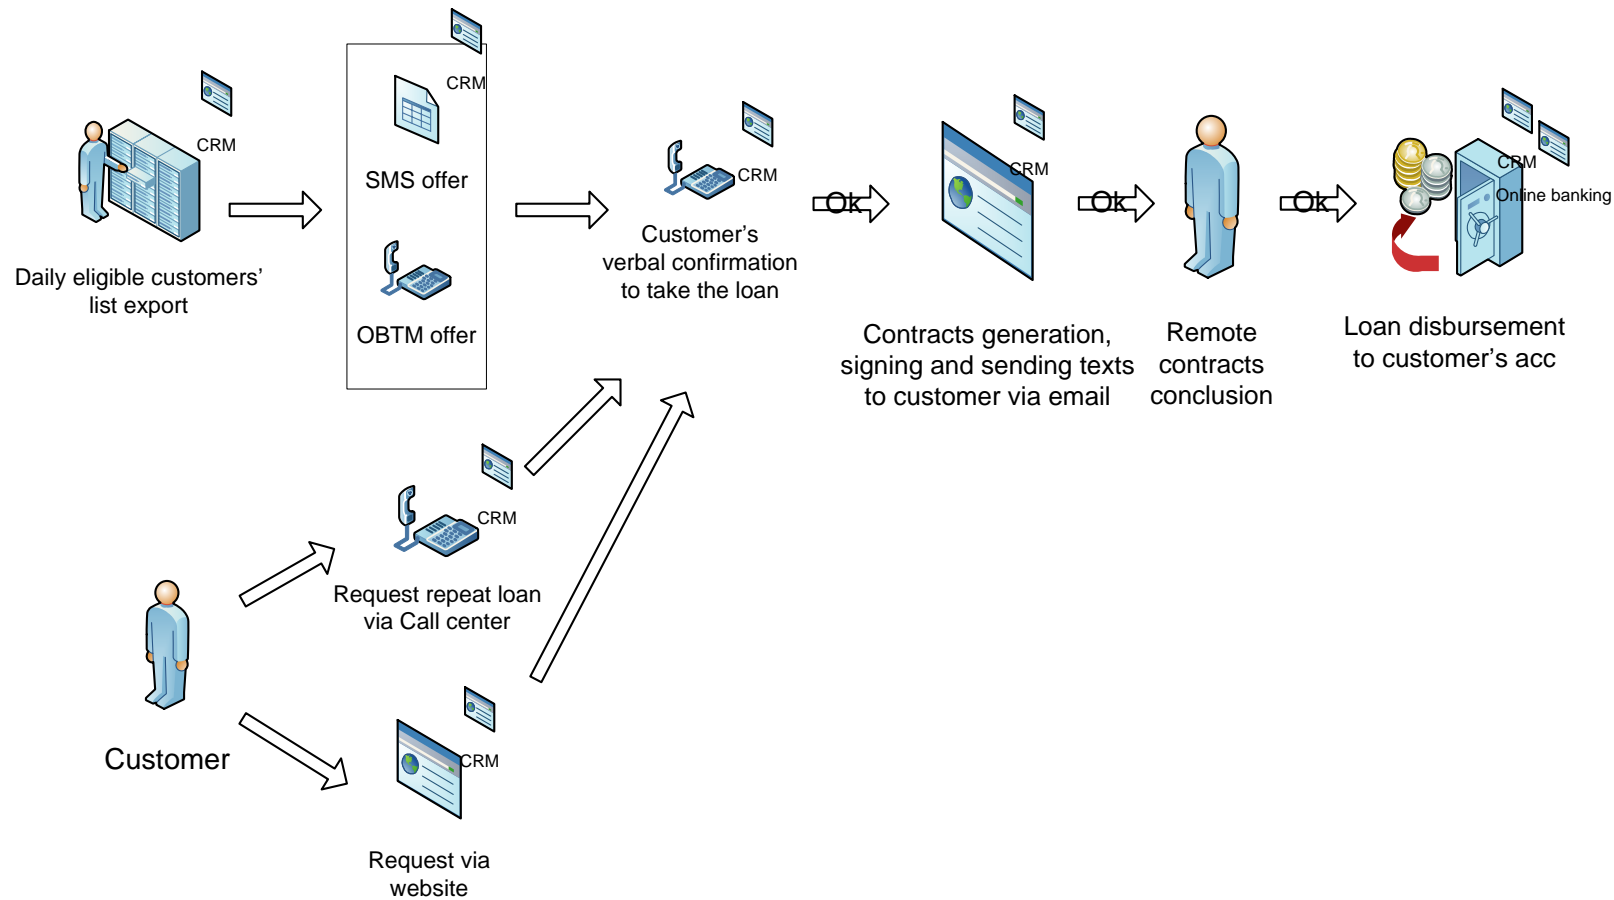 CRM
Daily eligible customers’
list export
CRM
SMS offer
OBTM offer
CRM
Customer’s
verbal confirmation
to take the loan
Ok
CRM
Contracts generation,
signing and sending texts
to customer via email
Ok
Remote
contracts
conclusion
Ok
CRM
Online banking
Loan disbursement
to customer’s acc
Customer
CRM
Request repeat loan
via Call center
CRM
Request via
website